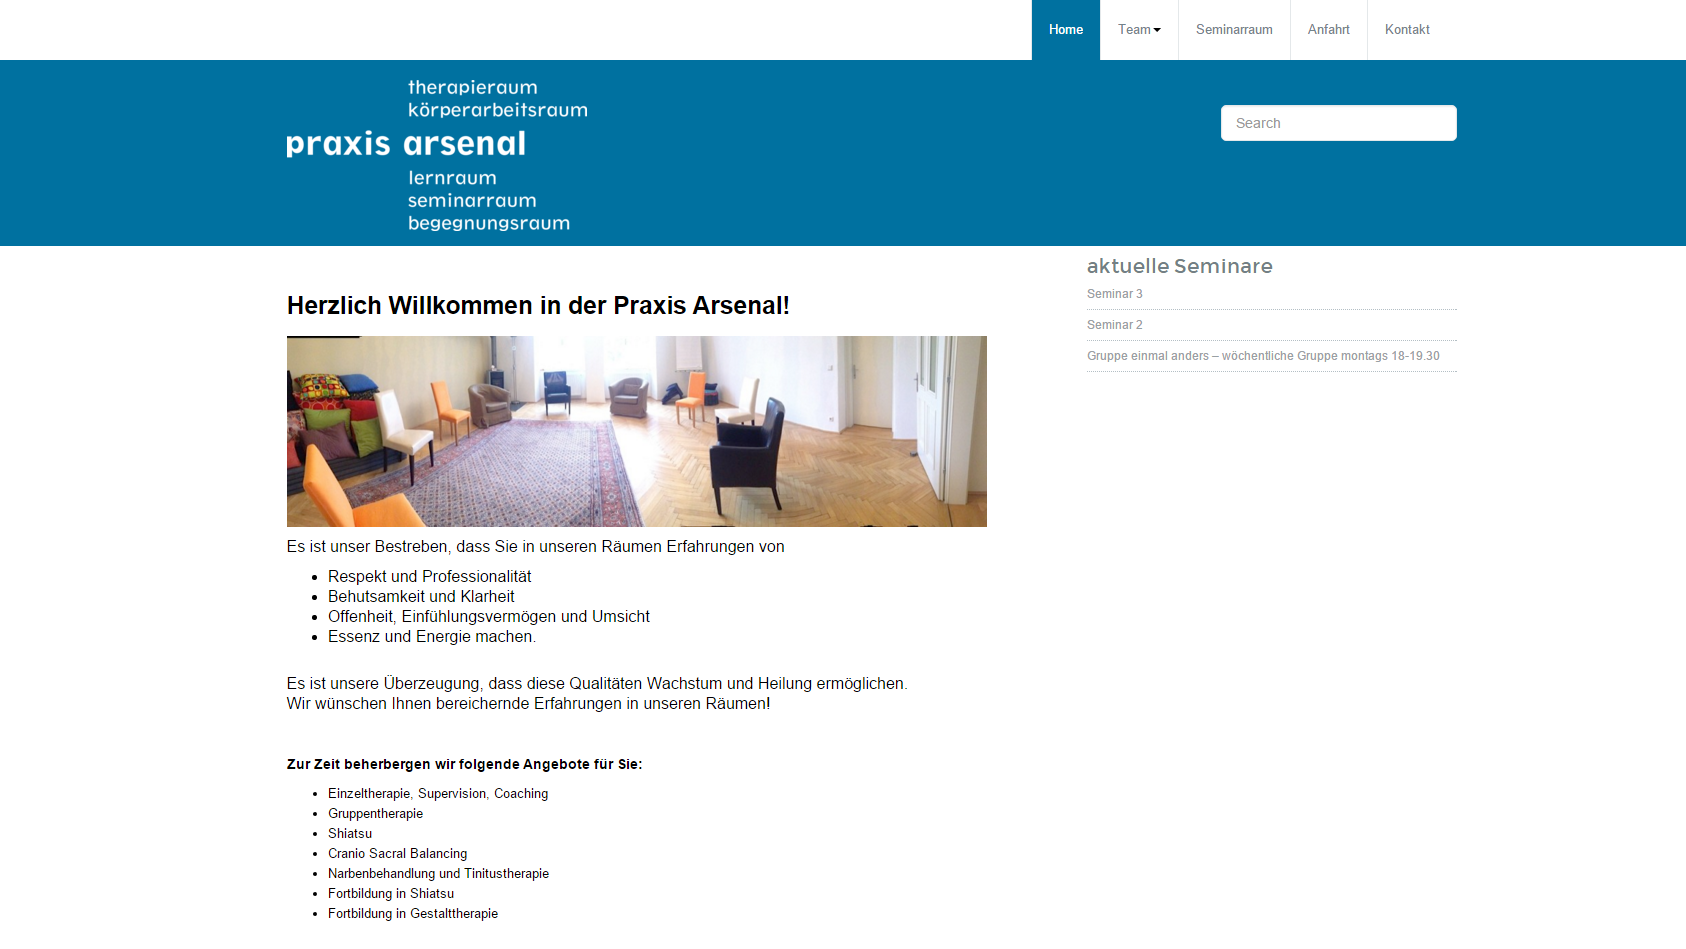 Home Team Seminarraum Anfahrt Kontakt
therapieraum
körperarbeitsraum
praxis arsenal
lernraum
seminarraum
begegnungsraum
Search
Herzlich Willkommen in der Praxis Arsenal!
Es ist unser Bestreben, dass Sie in unseren Räumen Erfahrungen von
• Respekt und Professionalität
• Behutsamkeit und Klarheit
• Offenheit, Einfühlungsvermögen und Umsicht
• Essenz und Energie machen.
Es ist unsere Überzeugung, dass diese Qualitäten Wachstum und Heilung ermöglichen.
Wir wünschen Ihnen bereichernde Erfahrungen in unseren Räumen!
Zur Zeit beherbergen wir folgende Angebote für Sie:
• Einzeltherapie, Supervision, Coaching
• Gruppentherapie
• Shiatsu
• Cranio Sacral Balancing
• Narbenbehandlung und Tinitustherapie
• Fortbildung in Shiatsu
• Fortbildung in Gestalttherapie
aktuelle Seminare
Seminar 3
Seminar 2
Gruppe einmal anders – wöchentliche Gruppe montags 18-19.30